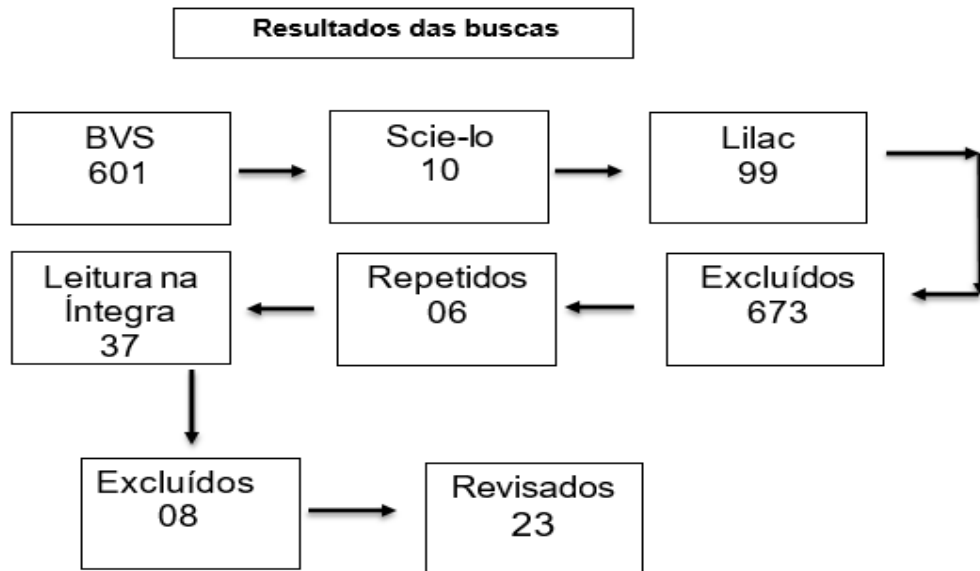 Resultados das buscas
BVS
601
Scie-lo
10
Lilac
99
Excluídos
673
Repetidos
06
Leitura na
Íntegra
37
Excluídos
08
Revisados
23